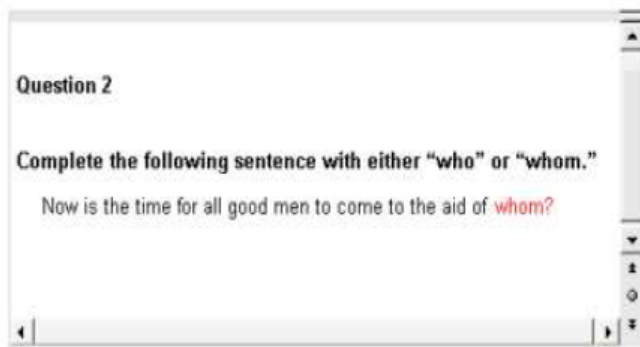 Question 2
Complete the following sentence with either “who” or “whom.”
Now is the time for all good men to come to the aid of whom?